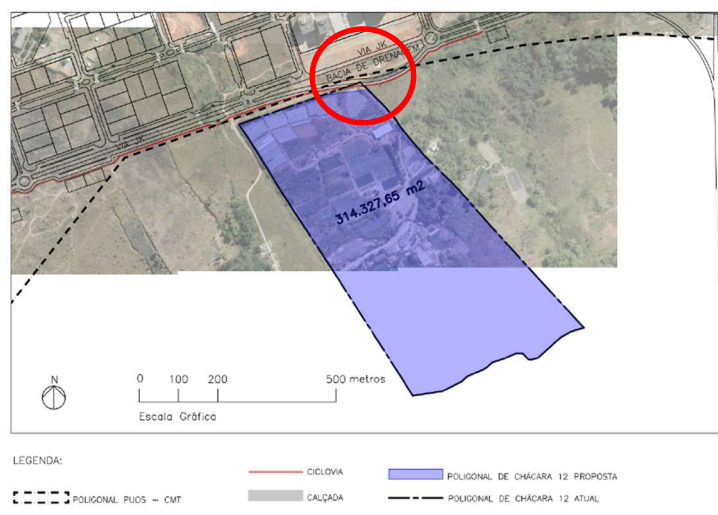 VIA JK
BACIA DE DRENAGEM
VIA JK
314.327,65 m2
N
0 100 200 500 metros
Escala Gráfica
LEGENDA:
CICLOVIA
POLIGONAL DE CHÁCARA 12 PROPOSTA
POLIGONAL PUOS – CMT
CALÇADA
POLIGONAL DE CHÁCARA 12 ATUAL